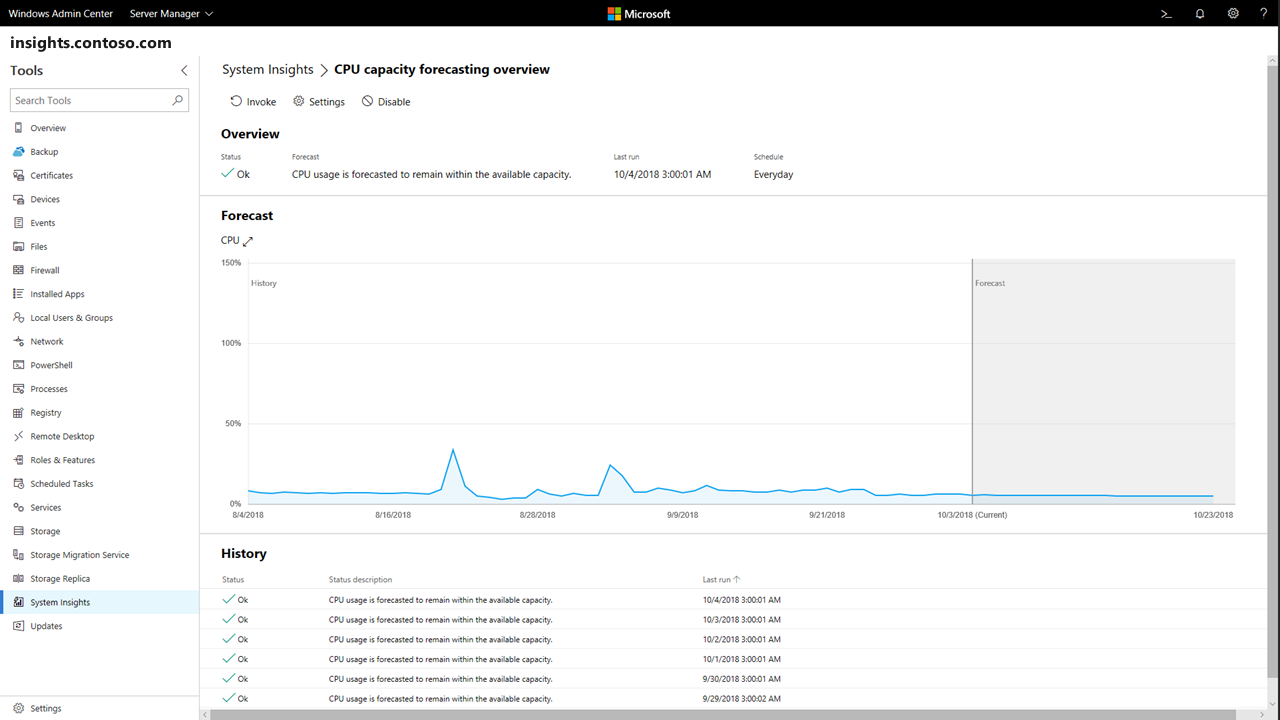 Windows Admin Center Server Manager Microsoft ?
insights.contoso.com
Tools
Search Tools
Overview
Backup
Certificates
Devices
Events
Files
Firewall
Installed Apps
Local Users & Groups
Network
PowerShell
Processes
Registry
Remote Desktop
Roles & Features
Scheduled Tasks
Services
Storage
Storage Migration Service
Storage Replica
System Insights
Updates
Settings
System Insights CPU capacity forecasting overview
Invoke Settings Disable
Overview
Status Forecast Last run Schedule
Ok CPU usage is forecasted to remain within the available capacity. 10/4/2018 3:00:01 AM Everyday
Forecast
CPU
150%
History Forecast
100%
50%
0%
8/4/2018 8/16/2018 8/28/2018 9/9/2018 9/21/2018 10/3/2018 (Current) 10/23/2018
History
Status Status description Last run
Ok CPU usage is forecasted to remain within the available capacity. 10/4/2018 3:00:01 AM
Ok CPU usage is forecasted to remain within the available capacity. 10/3/2018 3:00:01 AM
Ok CPU usage is forecasted to remain within the available capacity. 10/2/2018 3:00:01 AM
Ok CPU usage is forecasted to remain within the available capacity. 10/1/2018 3:00:01 AM
Ok CPU usage is forecasted to remain within the available capacity. 9/30/2018 3:00:01 AM
Ok CPU usage is forecasted to remain within the available capacity. 9/29/2018 3:00:02 AM